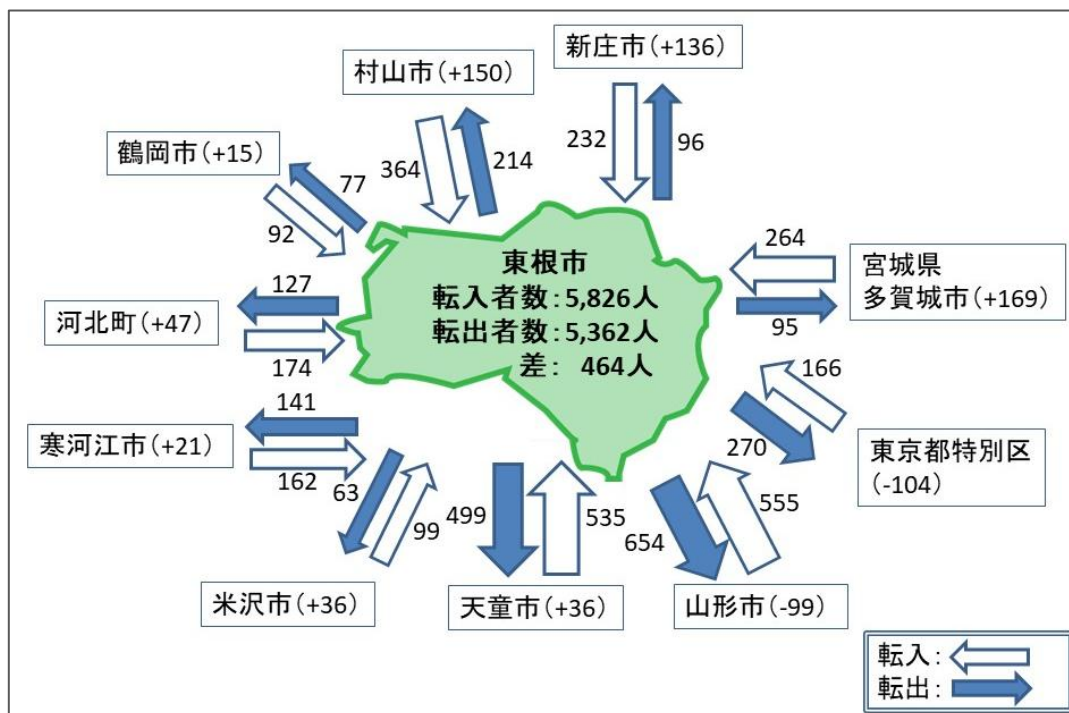 新庄市(+136)
村山市(+150)
鶴岡市(+15)
232
96
364
214
77
92
264
宮城県
多賀城市(+169)
95
東根市
転入者数:5,826人
転出者数:5,362人
差: 464人
127
河北町(+47)
174
166
141
寒河江市(+21)
162
270
東京都特別区
(-104)
63
99
499
535
654
555
米沢市(+36)
天童市(+36)
山形市(-99)
転入:
転出: